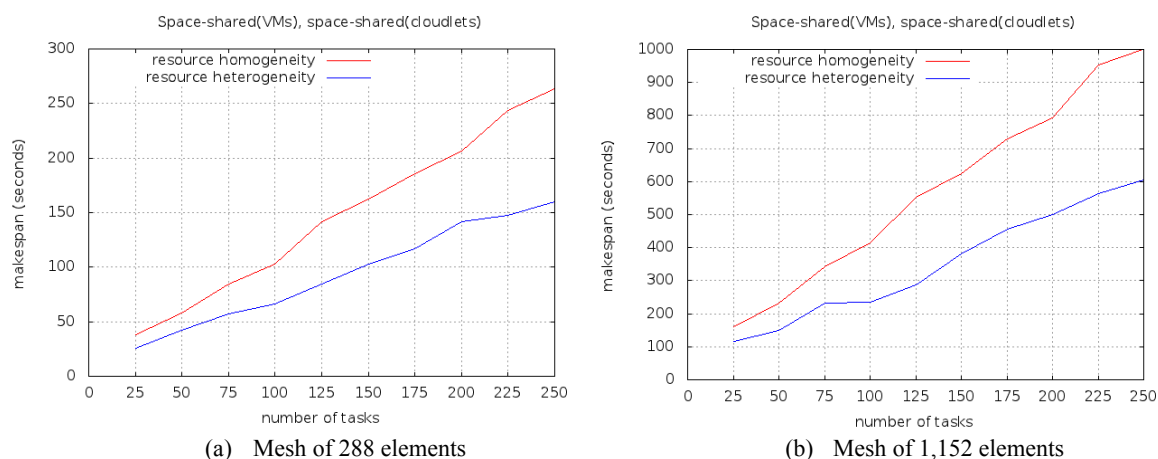 Space-shared(VMs), space-shared(cloudlets)
300
250
200
150
100
50
0
makespan (seconds)
resource homogeneity
resource heterogeneity
0 25 50 75 100 125 150 175 200 225 250
number of tasks
(a) Mesh of 288 elements
Space-shared(VMs), space-shared(cloudlets)
1000
900
800
700
600
500
400
300
200
100
0
makespan (seconds)
resource homogeneity
resource heterogeneity
0 25 50 75 100 125 150 175 200 225 250
number of tasks
(b) Mesh of 1,152 elements